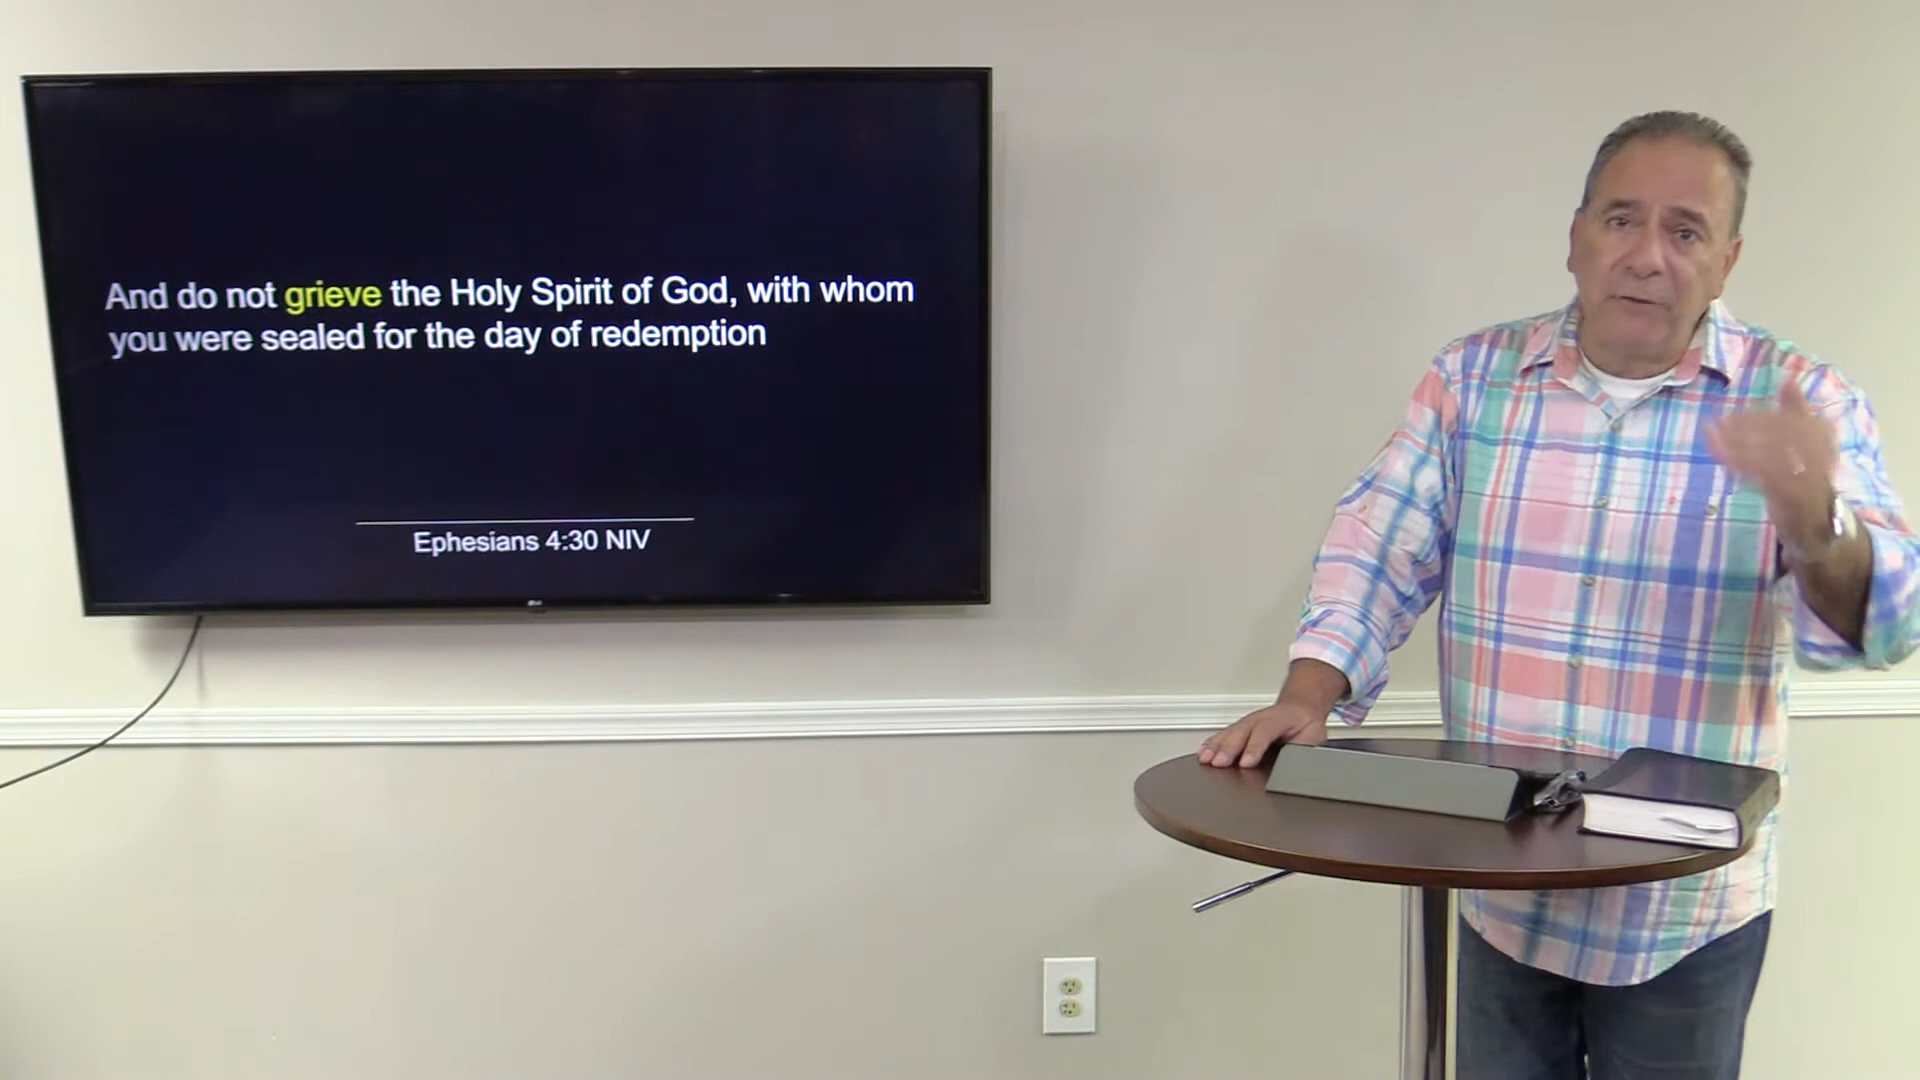 And do not grieve the Holy Spirit of God, with whom
you were sealed for the day of redemption
Ephesians 4:30 NIV